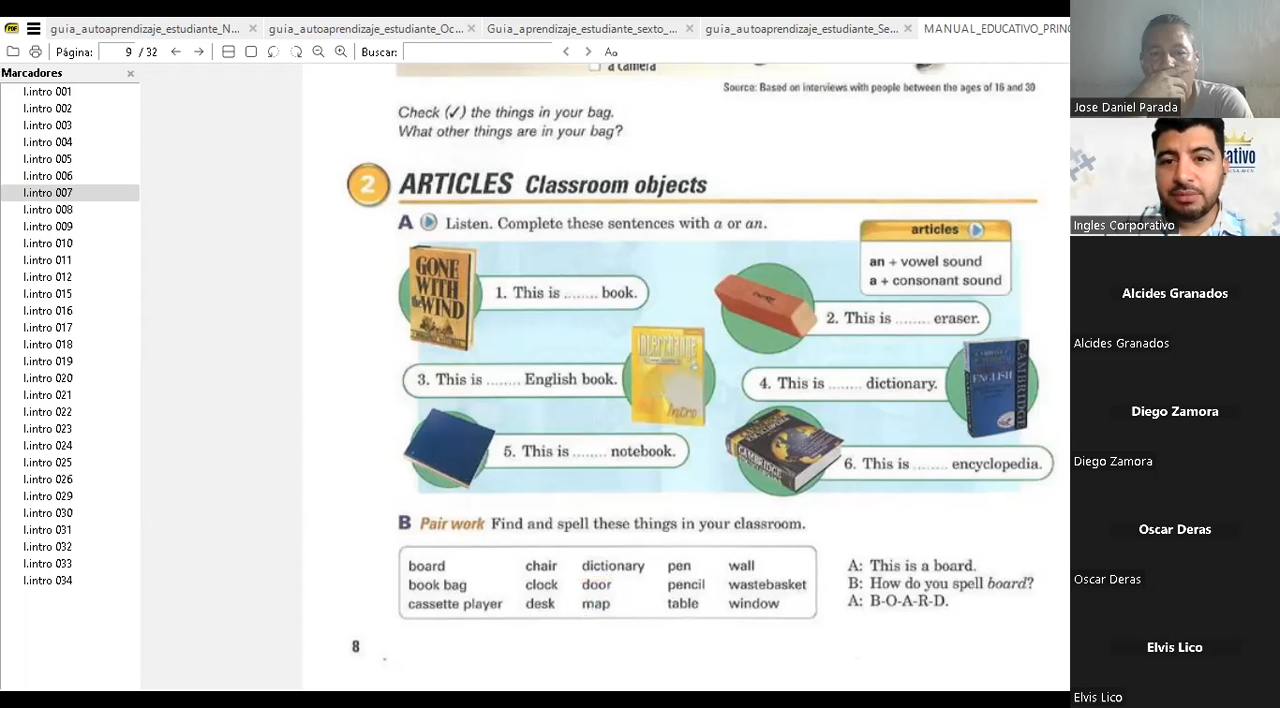 guia_autoaprendizaje_estudiante_N...
guia_autoaprendizaje_estudiante_Oc...
Guia_aprendizaje_estudiante_sexto_...
guia_autoaprendizaje_estudiante_Se...
MANUAL_EDUCATIVO_PRINC
Página: 9 / 32
Buscar:
Marcadores
I.intro 001
I.intro 002
I.intro 003
I.intro 004
I.intro 005
I.intro 006
I.intro 007
I.intro 008
I.intro 009
I.intro 010
I.intro 011
I.intro 012
I.intro 015
I.intro 016
I.intro 017
I.intro 018
I.intro 019
I.intro 020
I.intro 021
I.intro 022
I.intro 023
I.intro 024
I.intro 025
I.intro 026
I.intro 029
I.intro 030
I.intro 031
I.intro 032
I.intro 033
I.intro 034
a camera
Source: Based on interviews with people between the ages of 16 and 30
Check (✓) the things in your bag.
What other things are in your bag?
2 ARTICLES Classroom objects
A Listen. Complete these sentences with a or an.
articles
an + vowel sound
a + consonant sound
GONE
WITH
the WIND
1. This is ........ book.
2. This is ........ eraser.
Intro
3. This is ........ English book.
4. This is ........ dictionary.
ENGLISH
CAMBRIDGE
5. This is ........ notebook.
6. This is ........ encyclopedia.
B Pair work Find and spell these things in your classroom.
board chair dictionary pen wall
book bag clock door pencil wastebasket
cassette player desk map table window
A: This is a board.
B: How do you spell board?
A: B-O-A-R-D.
8
Jose Daniel Parada
Ingles Corporativo
Alcides Granados
Alcides Granados
Diego Zamora
Diego Zamora
Oscar Deras
Oscar Deras
Elvis Lico
Elvis Lico